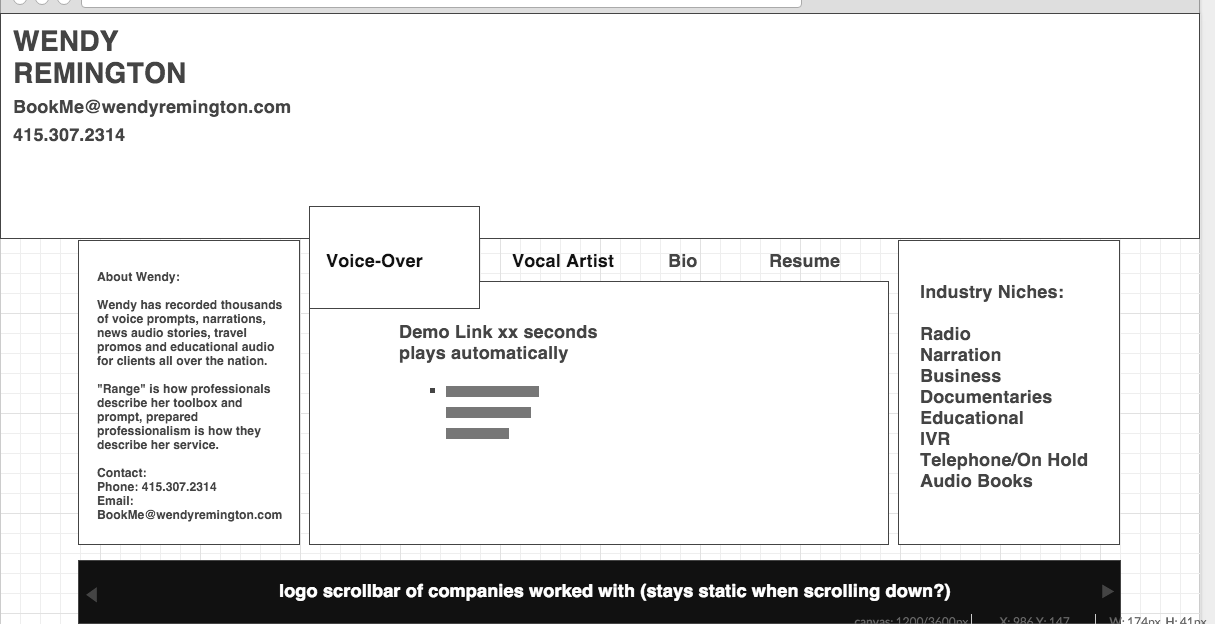 WENDY
REMINGTON
BookMe@wendyremington.com
415.307.2314
About Wendy:
Wendy has recorded thousands
of voice prompts, narrations,
news audio stories, travel
promos and educational audio
for clients all over the nation.
"Range" is how professionals
describe her toolbox and
prompt, prepared
professionalism is how they
describe her service.
Contact:
Phone: 415.307.2314
Email:
BookMe@wendyremington.com
Voice-Over
Vocal Artist
Bio
Resume
Demo Link xx seconds
plays automatically
Industry Niches:
Radio
Narration
Business
Documentaries
Educational
IVR
Telephone/On Hold
Audio Books
logo scrollbar of companies worked with (stays static when scrolling down?)
canvas: 1200/3600px
X: 986 Y: 147
W: 174px H: 41px